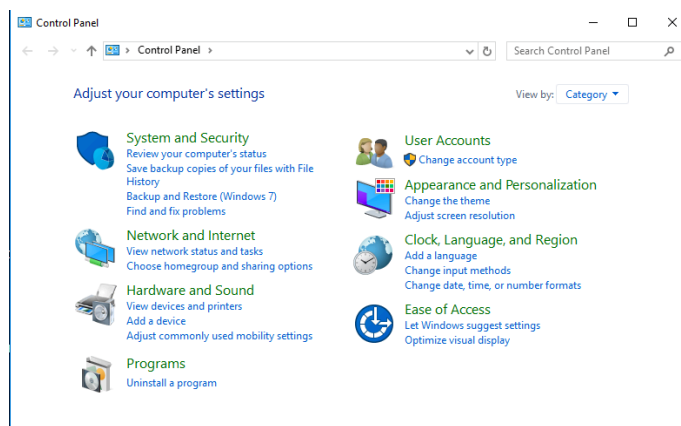 Control Panel
Control Panel
Search Control Panel
Adjust your computer's settings
View by: Category
System and Security
Review your computer's status
Save backup copies of your files with File
History
Backup and Restore (Windows 7)
Find and fix problems
Network and Internet
View network status and tasks
Choose homegroup and sharing options
Hardware and Sound
View devices and printers
Add a device
Adjust commonly used mobility settings
Programs
Uninstall a program
User Accounts
Change account type
Appearance and Personalization
Change the theme
Adjust screen resolution
Clock, Language, and Region
Add a language
Change input methods
Change date, time, or number formats
Ease of Access
Let Windows suggest settings
Optimize visual display